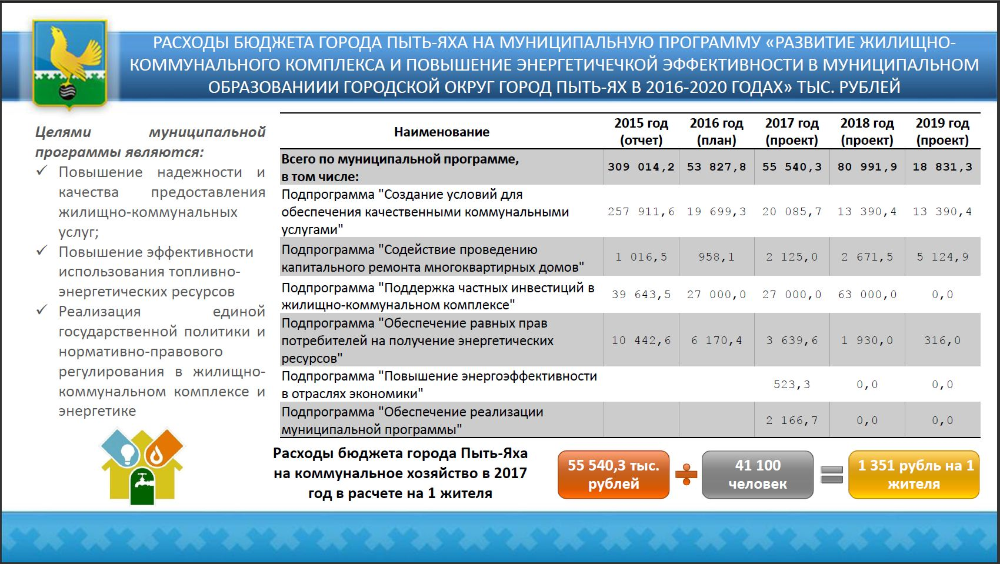 РАСХОДЫ БЮДЖЕТА ГОРОДА ПЫТЬ-ЯХА НА МУНИЦИПАЛЬНУЮ ПРОГРАММУ «РАЗВИТИЕ ЖИЛИЩНО-
КОММУНАЛЬНОГО КОМПЛЕКСА И ПОВЫШЕНИЕ ЭНЕРГЕТИЧЕЧКОЙ ЭФФЕКТИВНОСТИ В МУНИЦИПАЛЬНОМ
ОБРАЗОВАНИИИ ГОРОДСКОЙ ОКРУГ ГОРОД ПЫТЬ-ЯХ В 2016-2020 ГОДАХ» ТЫС. РУБЛЕЙ
Целями муниципальной
программы являются:
✓ Повышение надежности и
качества предоставления
жилищно-коммунальных
услуг;
✓ Повышение эффективности
использования топливно-
энергетических ресурсов
✓ Реализация единой
государственной политики и
нормативно-правового
регулирования в жилищно-
коммунальном комплексе и
энергетике
Наименование 2015 год 2016 год 2017 год 2018 год 2019 год
(отчет) (план) (проект) (проект) (проект)
Всего по муниципальной программе,
в том числе:
309 014,2 53 827,8 55 540,3 80 991,9 18 831,3
Подпрограмма "Создание условий для
обеспечения качественными коммунальными
услугами"
257 911,6 19 699,3 20 085,7 13 390,4 13 390,4
Подпрограмма "Содействие проведению
капитального ремонта многоквартирных домов"
1 016,5 958,1 2 125,0 2 671,5 5 124,9
Подпрограмма "Поддержка частных инвестиций в
жилищно-коммунальном комплексе"
39 643,5 27 000,0 27 000,0 63 000,0 0,0
Подпрограмма "Обеспечение равных прав
потребителей на получение энергетических
ресурсов"
10 442,6 6 170,4 3 639,6 1 930,0 316,0
Подпрограмма "Повышение энергоэффективности
в отраслях экономики"
523,3 0,0 0,0
Подпрограмма "Обеспечение реализации
муниципальной программы"
2 166,7 0,0 0,0
Расходы бюджета города Пыть-Яха
на коммунальное хозяйство в 2017
год в расчете на 1 жителя
55 540,3 тыс.
рублей
÷
41 100
человек
=
1 351 рубль на 1
жителя